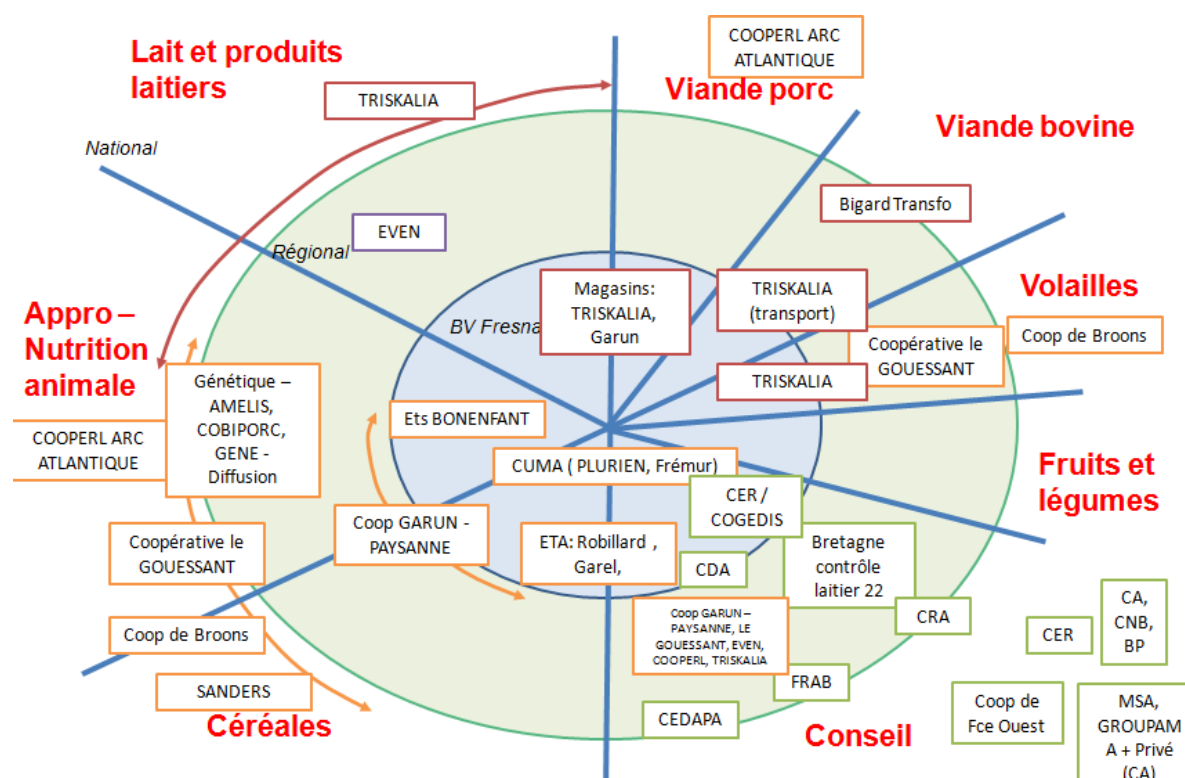 COOPERL ARC
ATLANTIQUE
Lait et produits
laitiers
Viande porc
TRISKALIA
Viande bovine
National
Bigard Transfo
EVEN
Régional
Magasins:
TRISKALIA,
Garun
TRISKALIA
(transport)
Volailles
BV Fresna
Coop de Broons
Coopérative le
GOUESSANT
Appro –
Nutrition
animale
TRISKALIA
Génétique –
AMELIS,
COBIPORC,
GENE -
Diffusion
Ets BONENFANT
COOPERL ARC
ATLANTIQUE
CUMA ( PLURIEN, Frémur)
Fruits et
légumes
CER /
COGEDIS
Coop GARUN -
PAYSANNE
ETA: Robillard ,
Garel,
Bretagne
contrôle
laitier 22
Coopérative le
GOUESSANT
CDA
CRA
CA,
CNB,
BP
CER
Coop GARUN –
PAYSANNE, LE
GOUESSANT, EVEN,
COOPERL, TRISKALIA
Coop de Broons
FRAB
SANDERS
Céréales
CEDAPA
Conseil
Coop de
Fce Ouest
MSA,
GROUPAM
A + Privé
(CA)